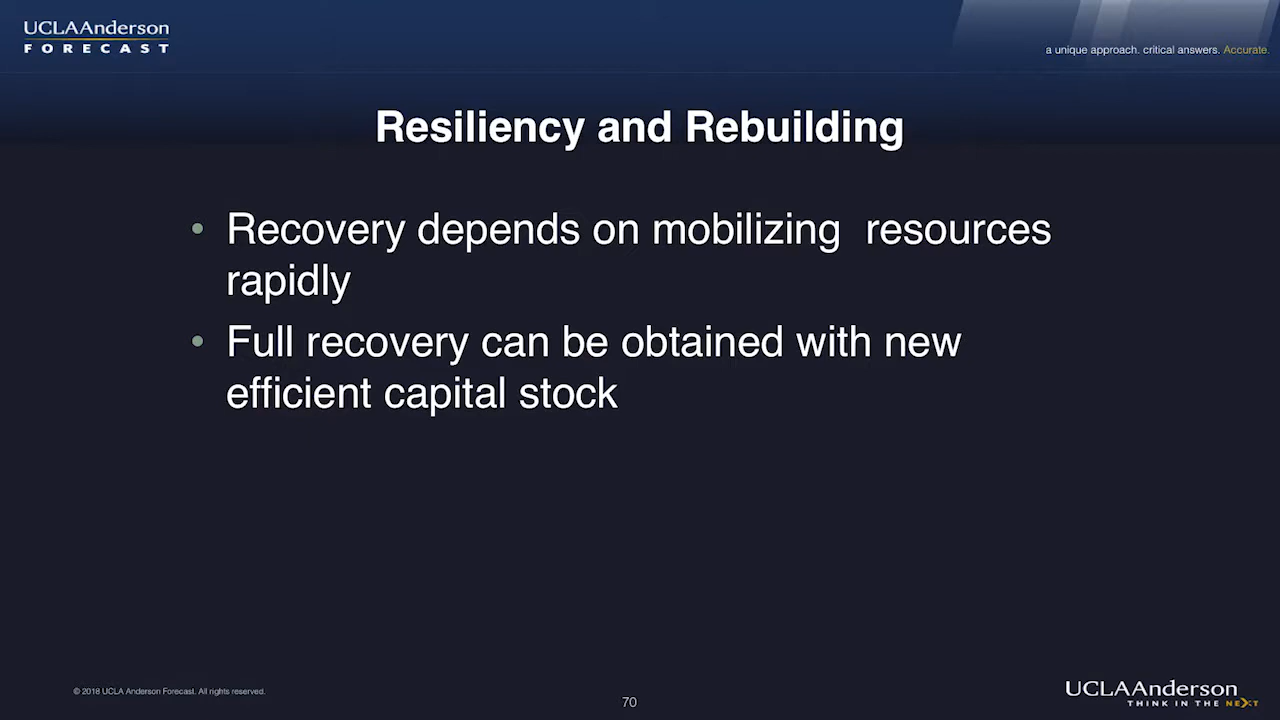 UCLAAnderson
FORECAST
a unique approach. critical answers. Accurate.
Resiliency and Rebuilding
• Recovery depends on mobilizing  resources
rapidly
• Full recovery can be obtained with new
efficient capital stock
© 2018 UCLA Anderson Forecast. All rights reserved.
70
UCLAAnderson
THINK IN THE NEXT